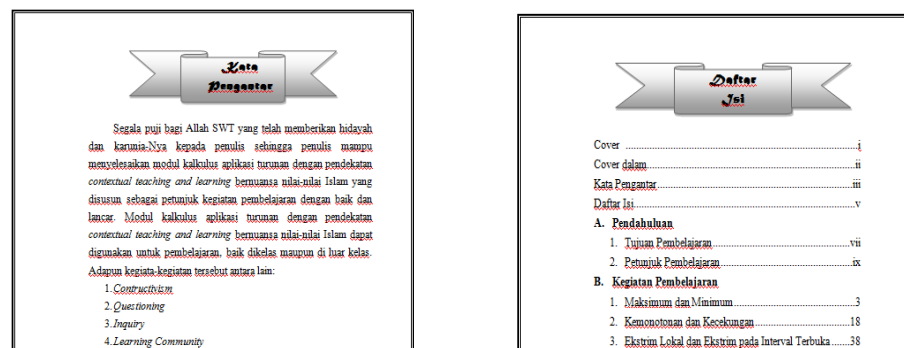 Kata
Pengantar
Segala puji bagi Allah SWT yang telah memberikan hidayah
dan karunia-Nya kepada penulis sehingga penulis mampu
menyelesaikan modul kalkulus aplikasi turunan dengan pendekatan
contextual teaching and learning bernuansa nilai-nilai Islam yang
disusun sebagai petunjuk kegiatan pembelajaran dengan baik dan
lancar. Modul kalkulus aplikasi turunan dengan pendekatan
contextual teaching and learning bernuansa nilai-nilai Islam dapat
digunakan untuk pembelajaran, baik dikelas maupun di luar kelas.
Adapun kegiata-kegiatan tersebut antara lain:
1. Contructivism
2. Questioning
3. Inquiry
4. Learning Community
Daftar
Isi
Cover ........................................................................i
Cover dalam..................................................................ii
Kata Pengantar...............................................................iii
Daftar Isi...................................................................v
A. Pendahuluan
1. Tujuan Pembelajaran................................................vii
2. Petunjuk Pembelajaran..............................................ix
B. Kegiatan Pembelajaran
1. Maksimum dan Minimum...............................................3
2. Kemonotonan dan Kecekungan.........................................18
3. Ekstrim Lokal dan Ekstrim pada Interval Terbuka.......38